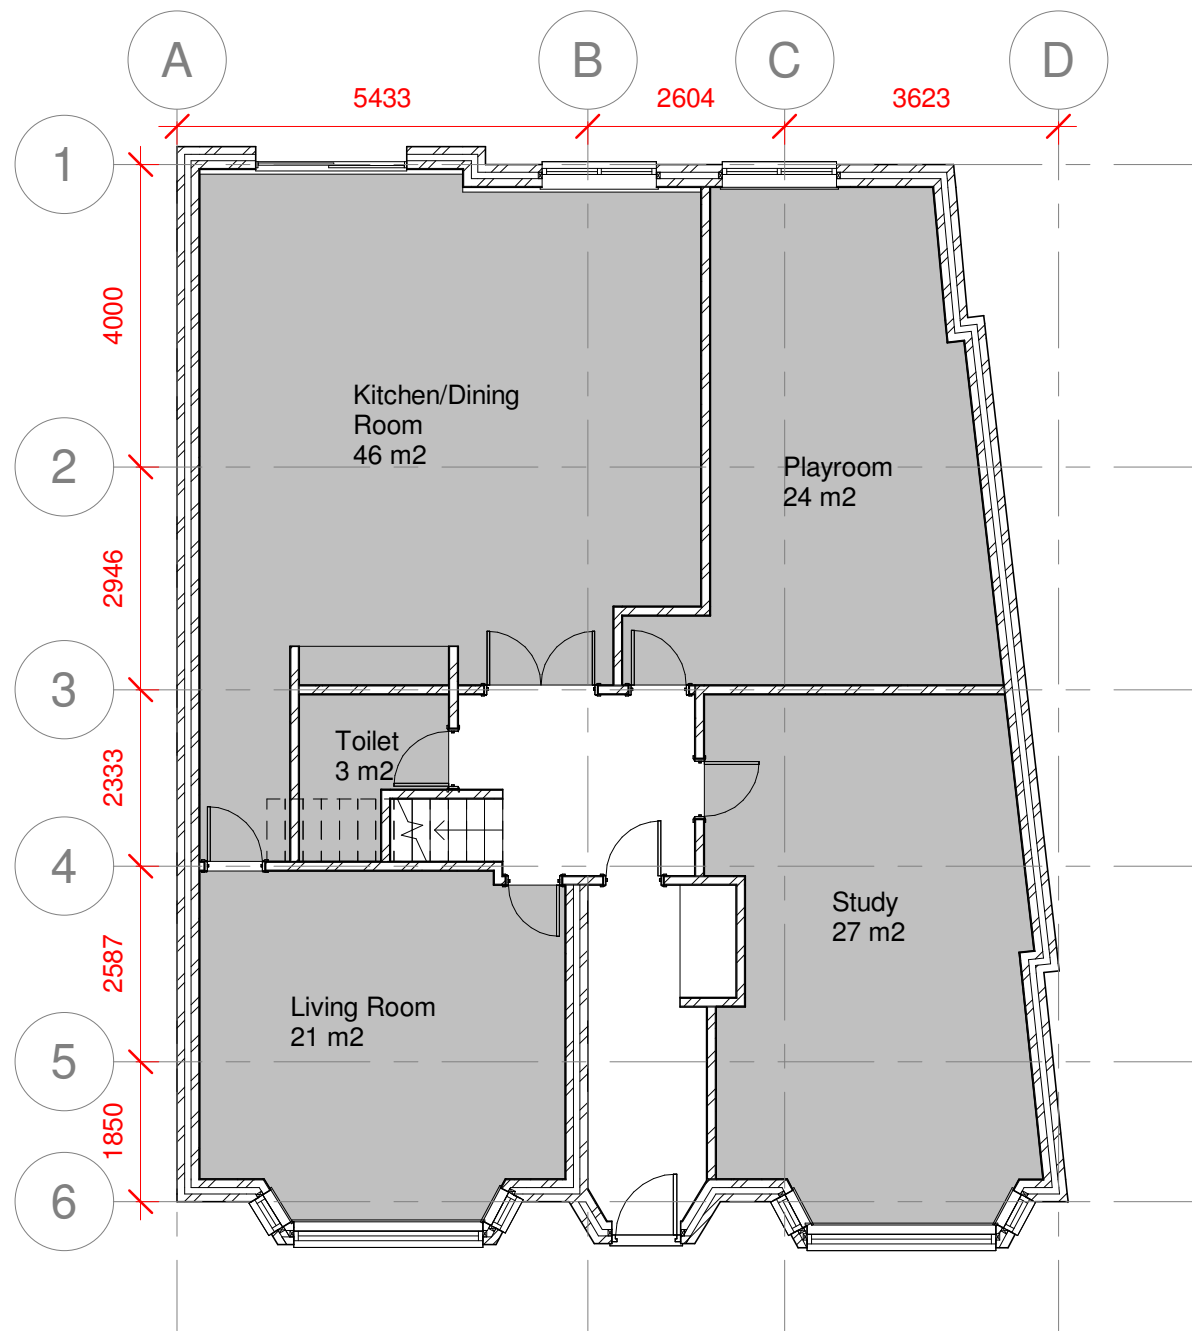 A
B
C
D
5433
2604
3623
1
4000
Kitchen/Dining
Room
46 m2
2
Playroom
24 m2
2946
3
Toilet
3 m2
2333
4
Study
27 m2
2587
Living Room
21 m2
5
1850
6